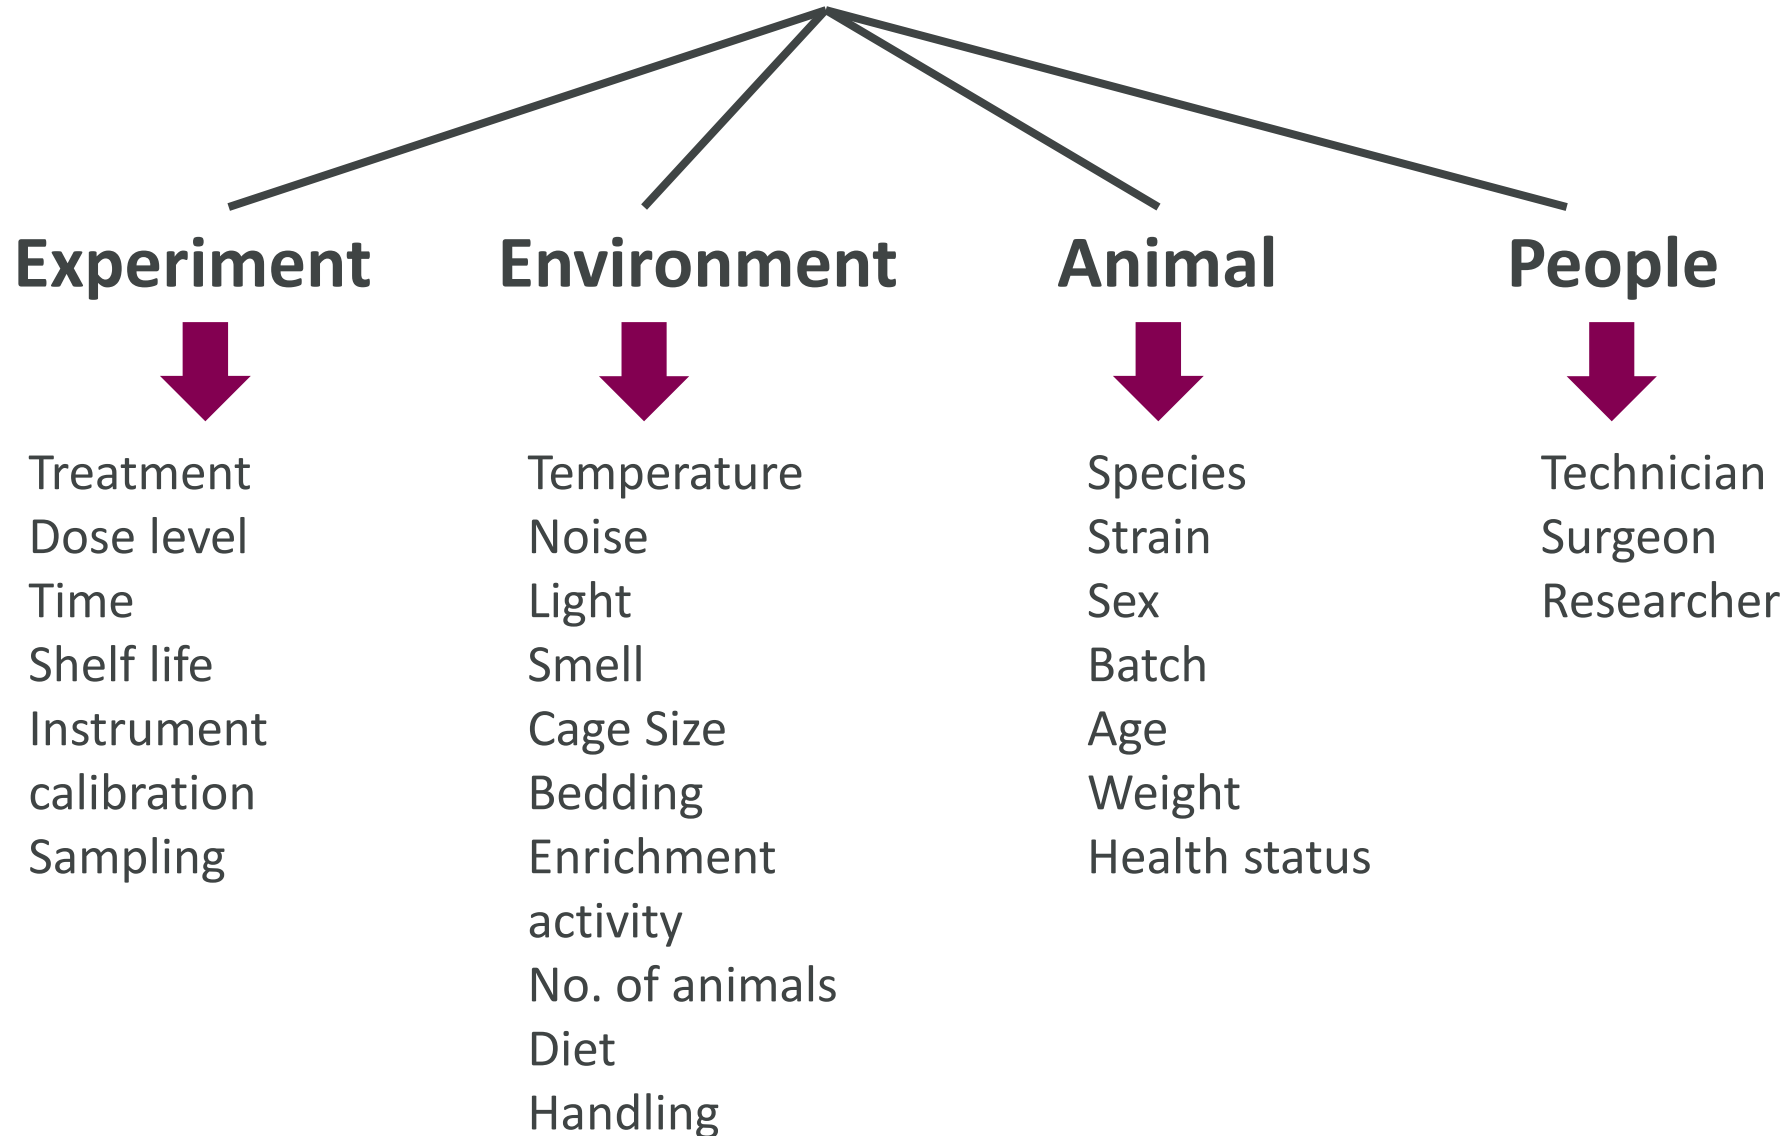 Experiment
Environment
Animal
People
Treatment
Dose level
Time
Shelf life
Instrument
calibration
Sampling
Temperature
Noise
Light
Smell
Cage Size
Bedding
Enrichment
activity
No. of animals
Diet
Handling
Species
Strain
Sex
Batch
Age
Weight
Health status
Technician
Surgeon
Researcher